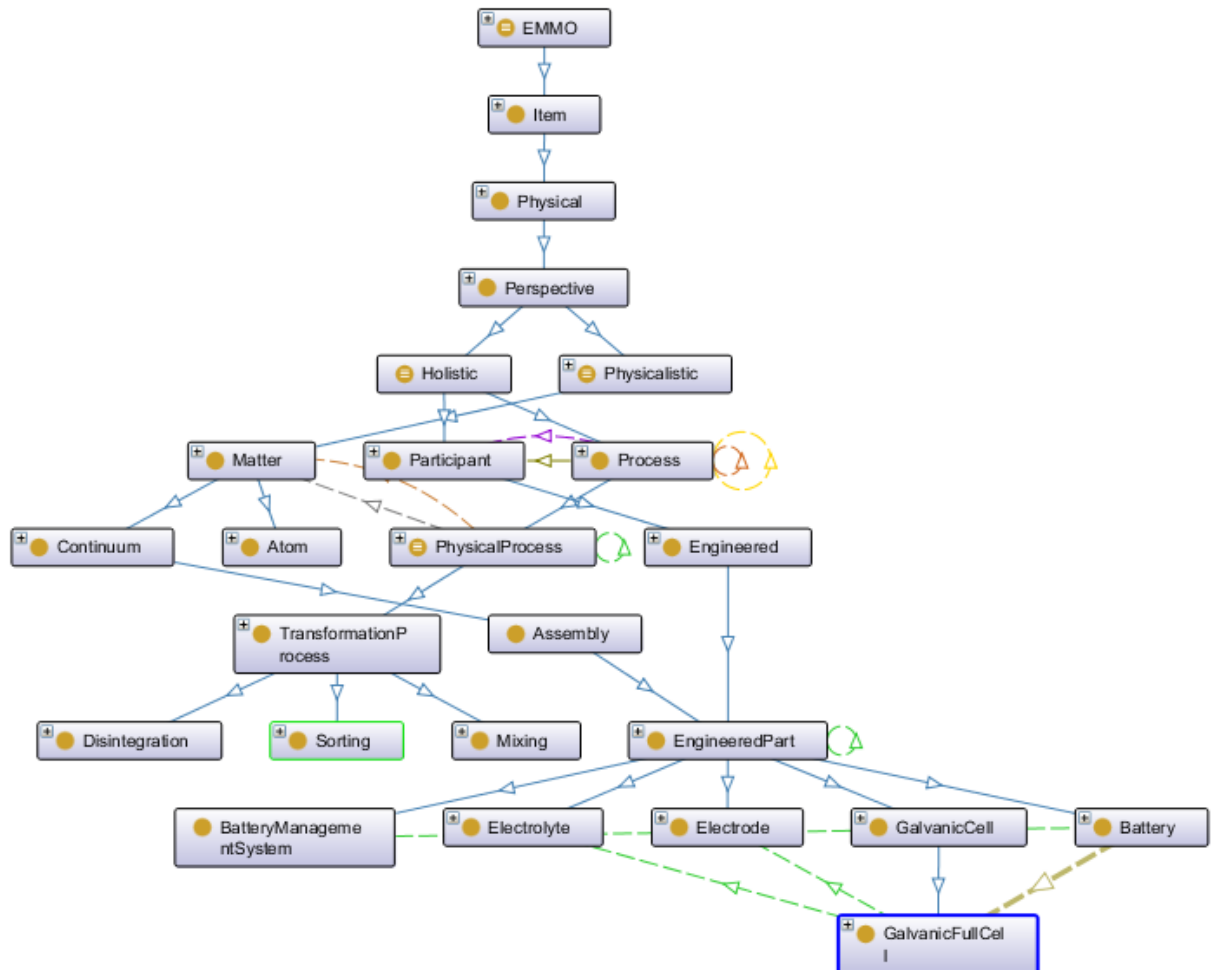 EMMO
Item
Physical
Perspective
Holistic
Physicalistic
Matter
Participant
Process
Continuum
Atom
PhysicalProcess
Engineered
TransformationP
rocess
Assembly
Disintegration
Sorting
Mixing
EngineeredPart
BatteryManageme
ntSystem
Electrolyte
Electrode
GalvanicCell
Battery
GalvanicFullCel
l